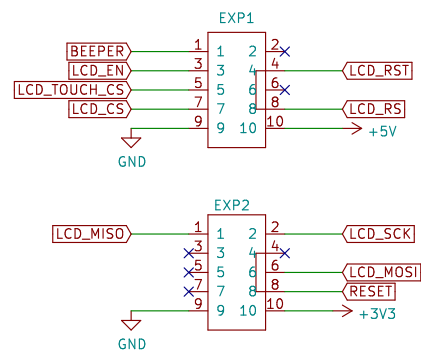 EXP1
BEEPER 1 1 2 2
LCD_EN 3 3 4 4 LCD_RST
LCD_TOUCH_CS 5 5 6 6
LCD_CS 7 7 8 8 LCD_RS
9 9 10 10 +5V
GND
EXP2
LCD_MISO 1 1 2 2 LCD_SCK
3 3 4 4
5 5 6 6 LCD_MOSI
7 7 8 8 RESET
9 9 10 10 +3V3
GND